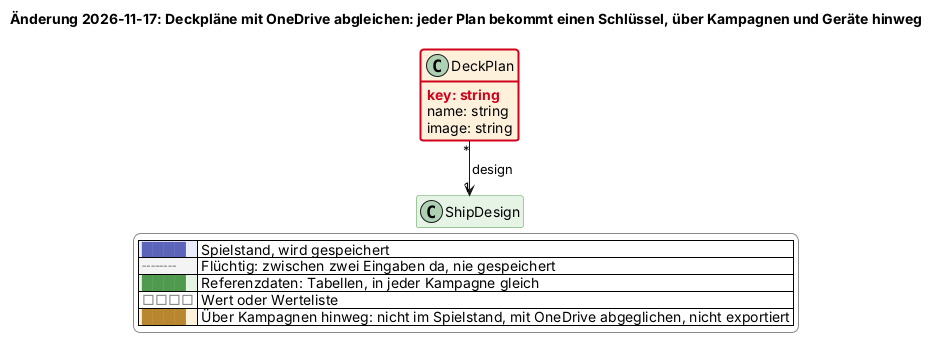 Änderung 2026-11-17: Deckpläne mit OneDrive abgleichen: jeder Plan bekommt einen Schlüssel, über Kampagnen und Geräte hinweg
C DeckPlan
key: string
name: string
image: string
*
design
1
C ShipDesign
Spielstand, wird gespeichert
-------- Flüchtig: zwischen zwei Eingaben da, nie gespeichert
Referenzdaten: Tabellen, in jeder Kampagne gleich
Wert oder Werteliste
Über Kampagnen hinweg: nicht im Spielstand, mit OneDrive abgeglichen, nicht exportiert